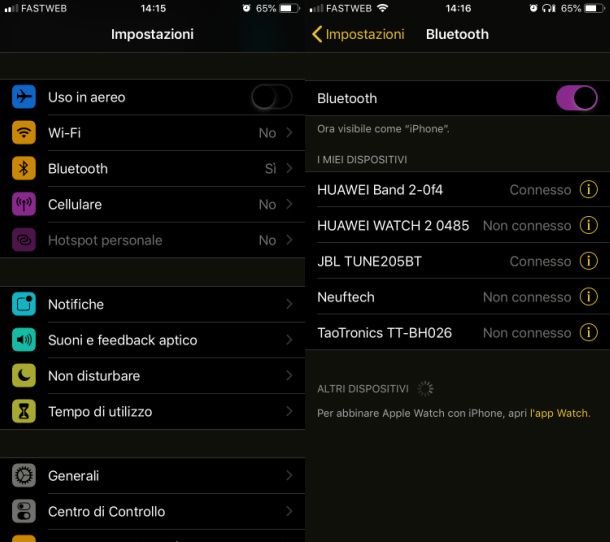 FASTWEB 14:15 65%
Impostazioni
Uso in aereo
Wi-Fi No
Bluetooth Sì
Cellulare No
Hotspot personale No
Notifiche
Suoni e feedback aptico
Non disturbare
Tempo di utilizzo
Generali
Centro di Controllo
FASTWEB 14:16 65%
Impostazioni Bluetooth
Bluetooth
Ora visibile come “iPhone”.
I MIEI DISPOSITIVI
HUAWEI Band 2-0f4 Connesso
HUAWEI WATCH 2 0485 Non connesso
JBL TUNE205BT Connesso
Neuftech Non connesso
TaoTronics TT-BH026 Non connesso
ALTRI DISPOSITIVI
Per abbinare Apple Watch con iPhone, apri l'app Watch.